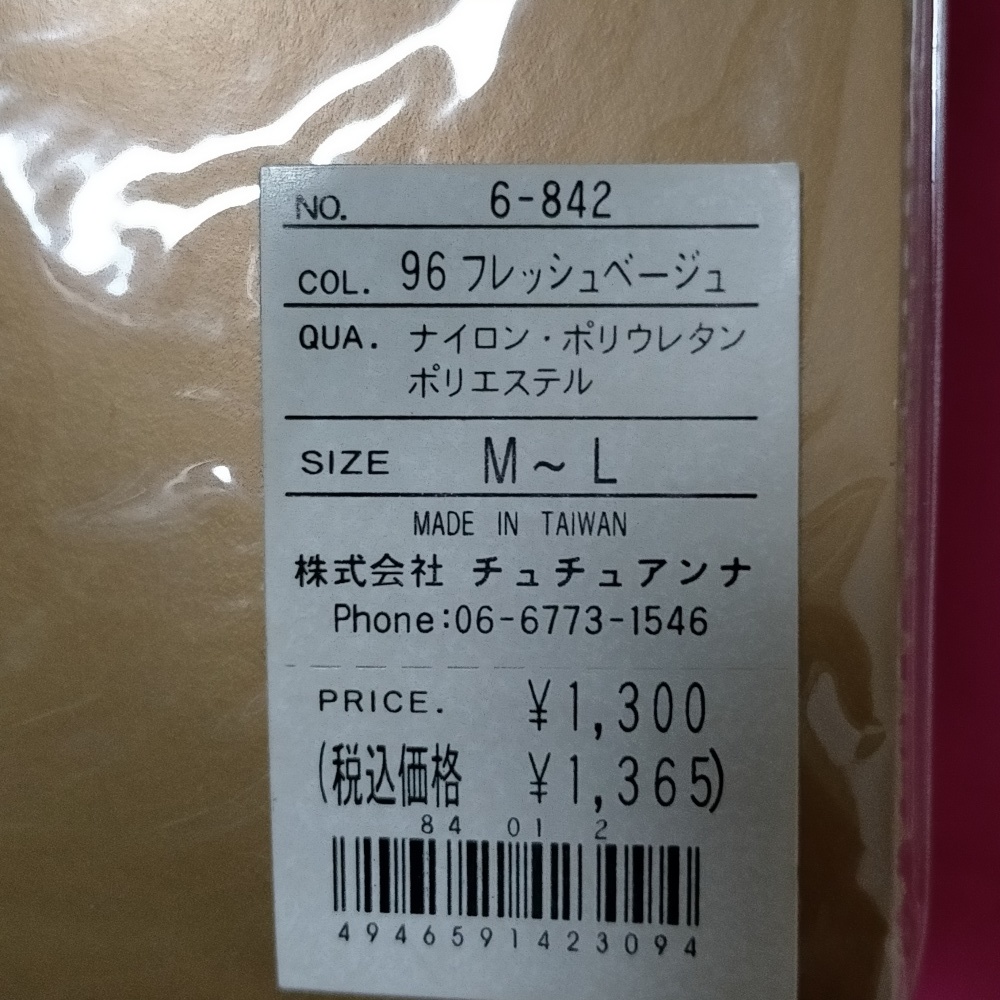 NO. 6-842
COL. 96 フレッシュベージュ
QUA. ナイロン・ポリウレタン
ポリエステル
SIZE M～L
MADE IN TAIWAN
株式会社 チュチュアンナ
Phone:06-6773-1546
PRICE. ¥1,300
(税込価格 ¥1,365)
84 01 2
4946591423094